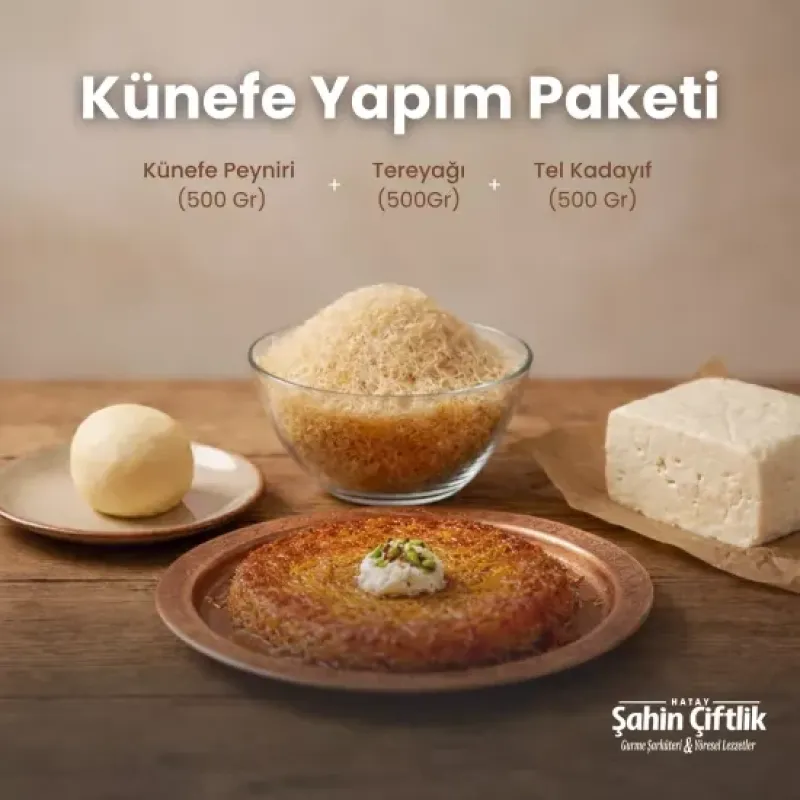 Künefe Yapım Paketi
Künefe Peyniri + Tereyağı + Tel Kadayıf
(500 Gr) (500Gr) (500 Gr)
HATAY
Şahin Çiftlik
Gurme Şarküteri & Yöresel Lezzetler